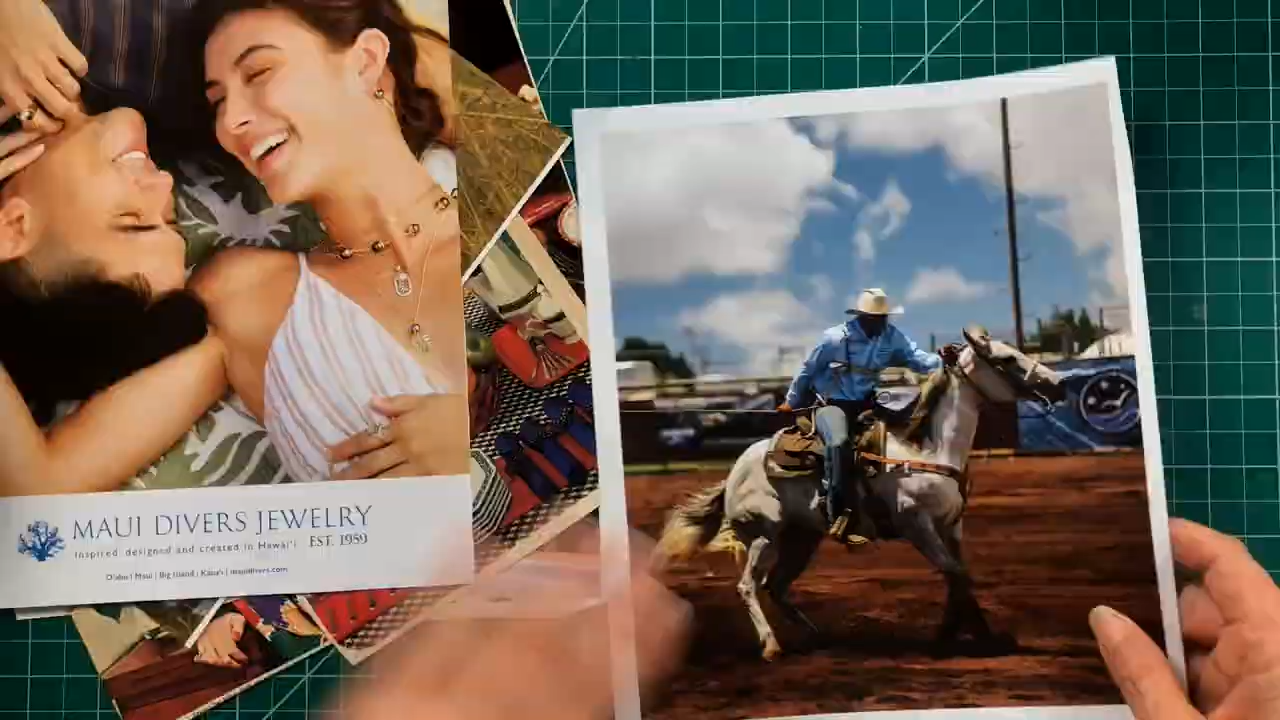 MAUI DIVERS JEWELRY
Inspired, designed and created in Hawai'i EST. 1959
O'ahu | Maui | Big Island | Kaua'i | mauidivers.com